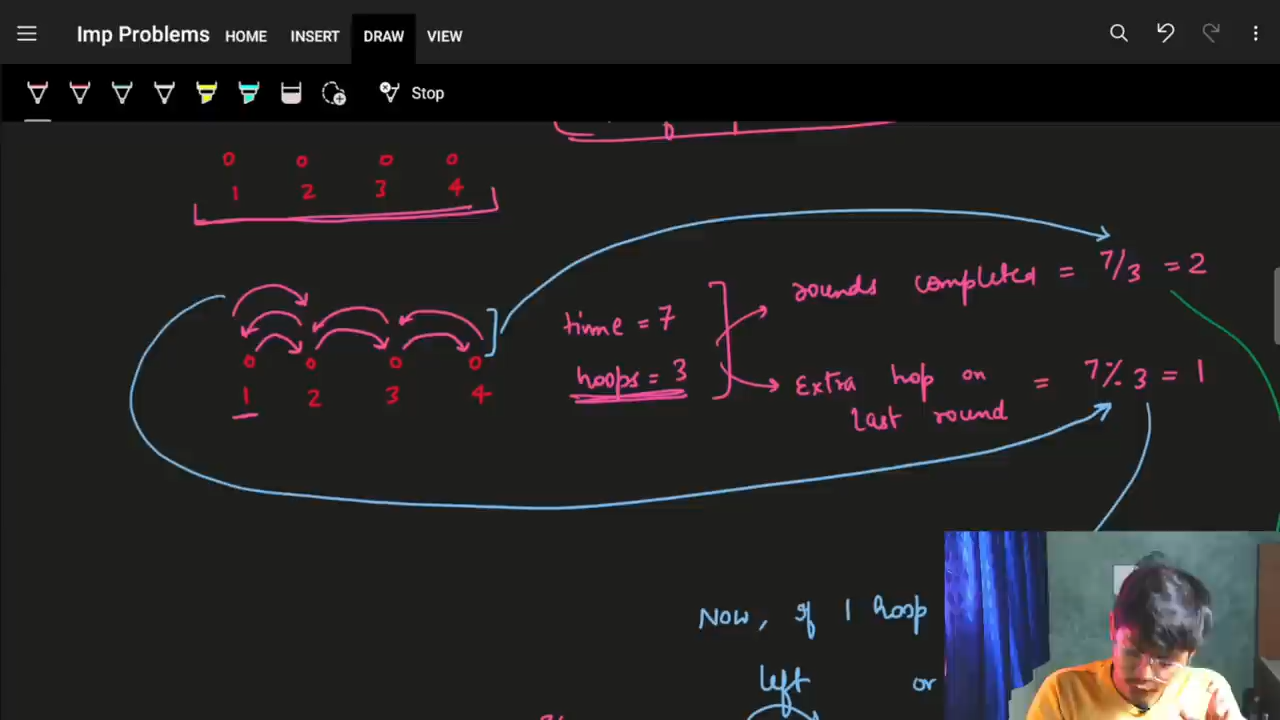 Imp Problems HOME INSERT DRAW VIEW
Stop
0 0 0 0
1 2 3 4
rounds completed = 7/3 = 2
time = 7
hoops = 3
0 0 0 0
1 2 3 4
Extra hop on = 7% 3 = 1
last round
Now, if 1 hoop
left or